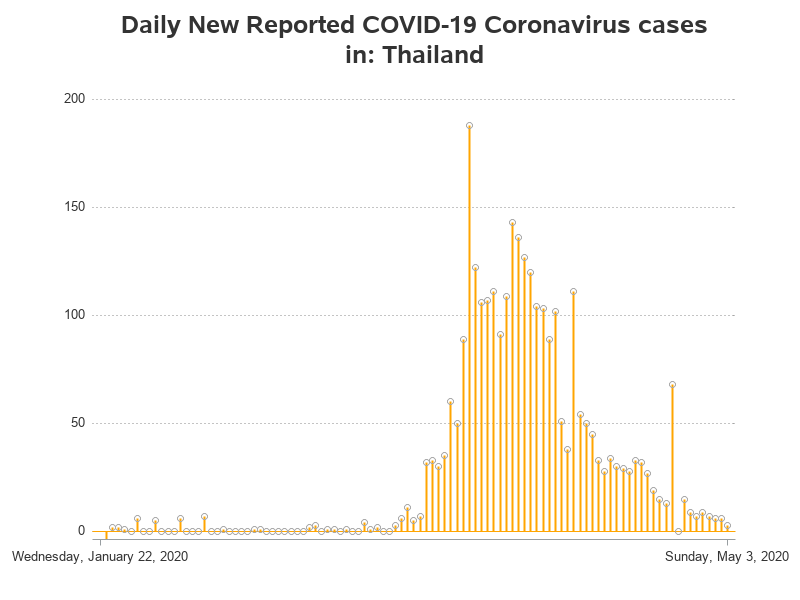 Daily New Reported COVID-19 Coronavirus cases
in: Thailand
200
150
100
50
0
Wednesday, January 22, 2020
Sunday, May 3, 2020